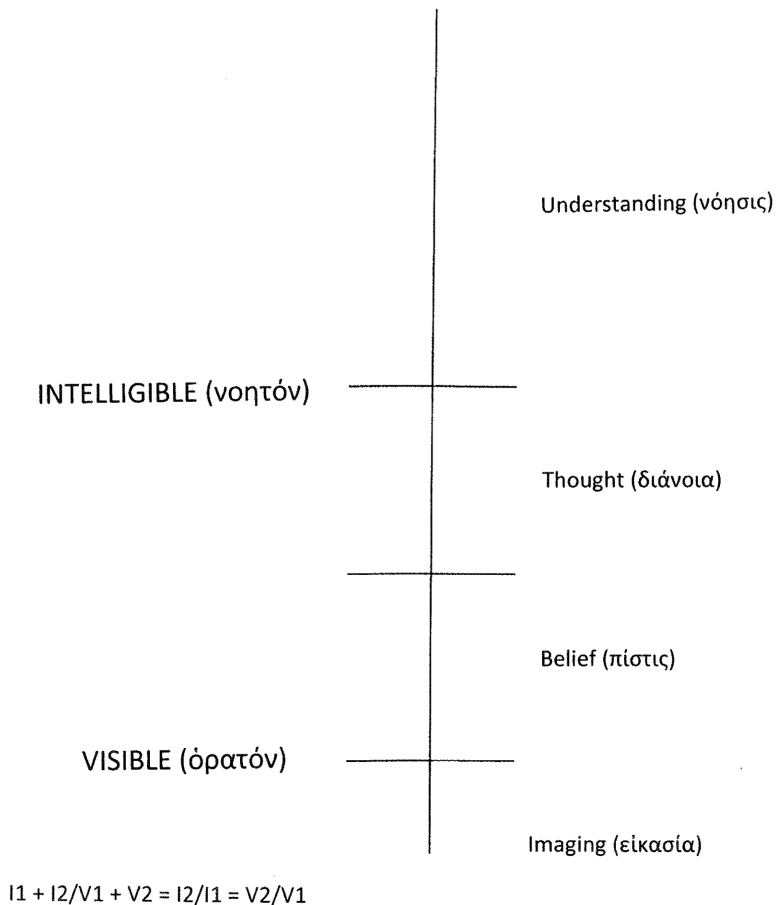 Understanding (νόησις)
INTELLIGIBLE (νοητόν)
Thought (διάνοια)
Belief (πίστις)
VISIBLE (ὁρατόν)
Imaging (εἰκασία)
I1 + I2/V1 + V2 = I2/I1 = V2/V1